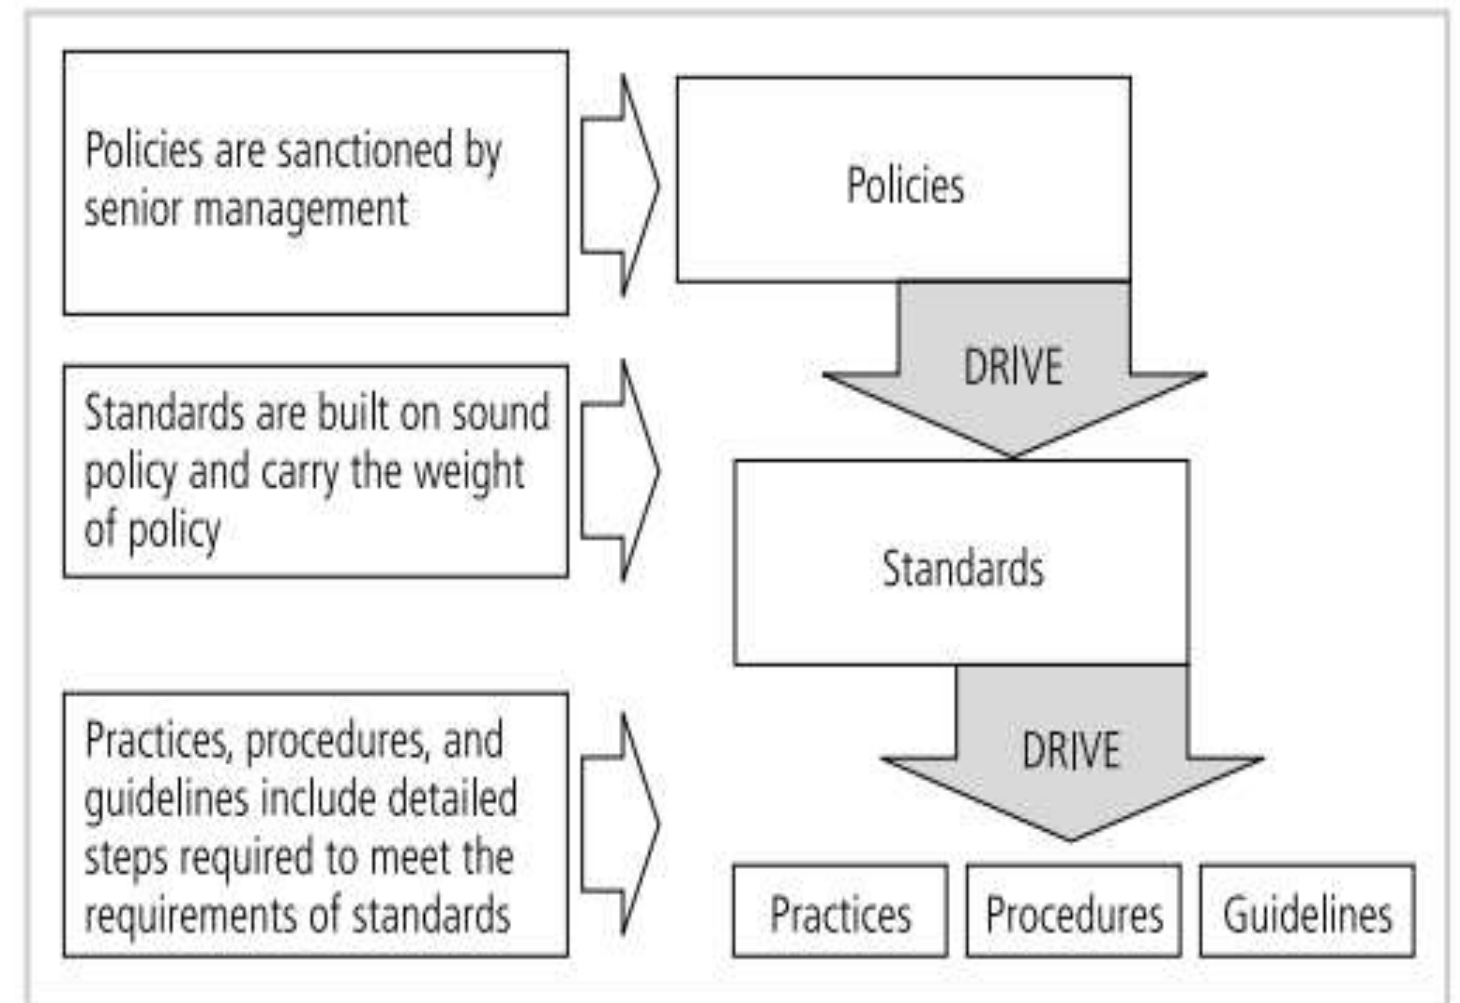 Policies are sanctioned by
senior management
Policies
DRIVE
Standards are built on sound
policy and carry the weight
of policy
Standards
DRIVE
Practices, procedures, and
guidelines include detailed
steps required to meet the
requirements of standards
Practices
Procedures
Guidelines